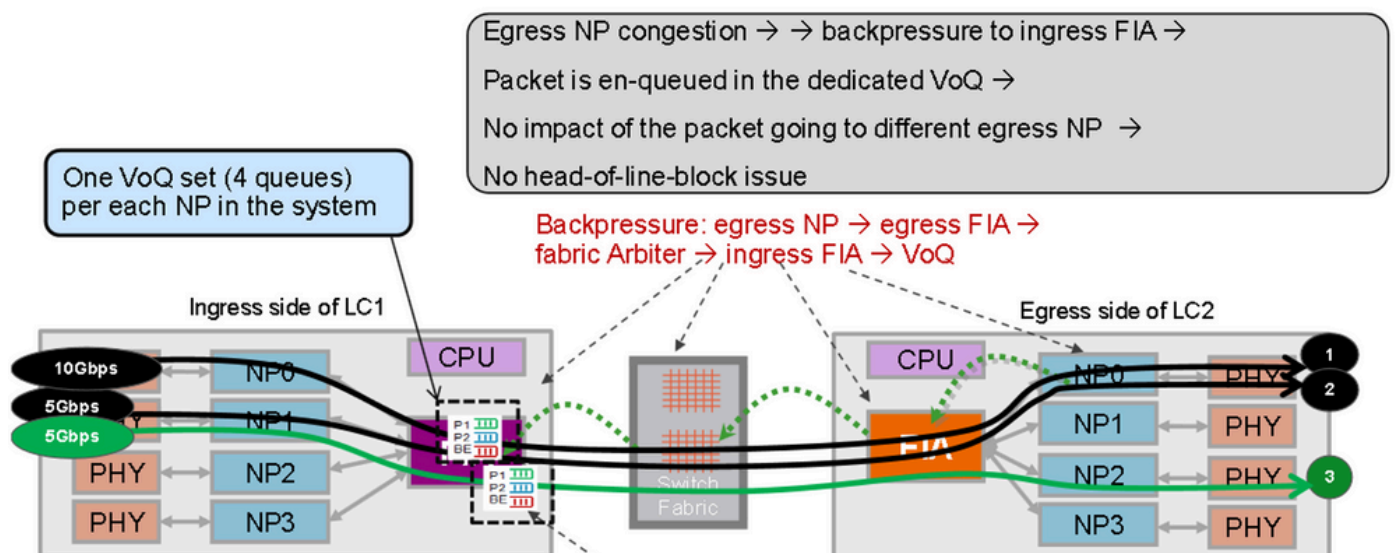 Egress NP congestion → → backpressure to ingress FIA →
Packet is en-queued in the dedicated VoQ →
No impact of the packet going to different egress NP →
No head-of-line-block issue
One VoQ set (4 queues)
per each NP in the system
Backpressure: egress NP → egress FIA →
fabric Arbiter → ingress FIA → VoQ
Ingress side of LC1
Egress side of LC2
10Gbps
NP0
CPU
5Gbps
NP1
5Gbps
PHY
NP2
PHY
NP3
P1
P2
BE
P1
P2
BE
Switch
Fabric
CPU
FIA
NP0
PHY
1
2
NP1
PHY
NP2
PHY
3
NP3
PHY